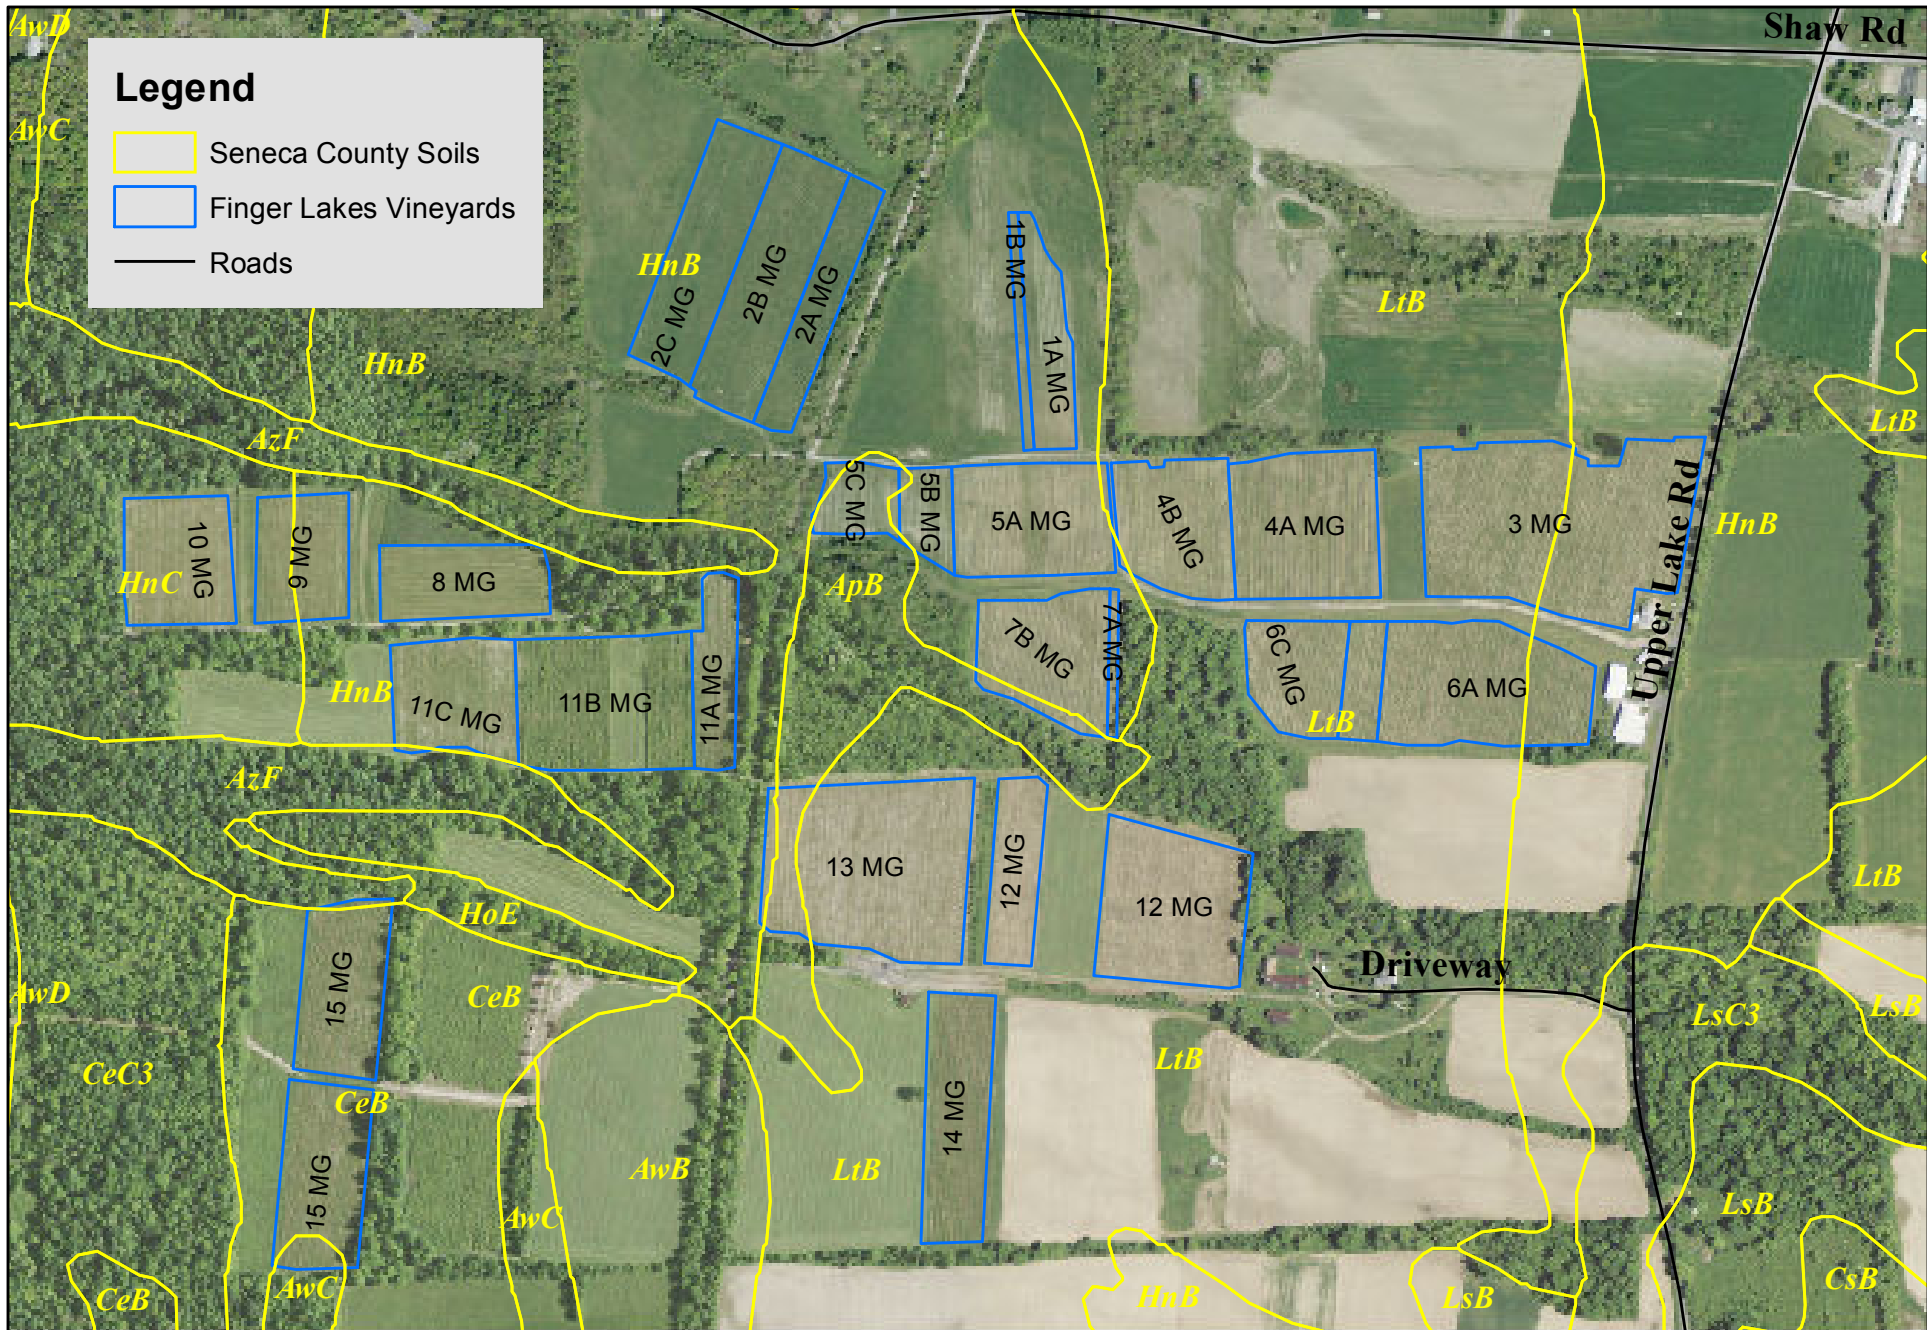 AwD
Shaw Rd
Legend
Seneca County Soils
Finger Lakes Vineyards
Roads
AwC
HnB
2C MG
2B MG
2A MG
1B MG
1A MG
LtB
HnB
LtB
AzF
10 MG
9 MG
8 MG
HnC
5C MG
5B MG
5A MG
4B MG
4A MG
3 MG
HnB
Upper Lake Rd
ApB
7B MG
7A MG
6C MG
6A MG
LtB
HnB
11C MG
11B MG
11A MG
AzF
13 MG
12 MG
12 MG
LtB
HoE
15 MG
CeB
Driveway
AwD
LsC3
LsB
CeC3
CeB
14 MG
LtB
15 MG
AwB
LtB
AwC
LsB
CeB
AwC
HnB
LsB
CsB